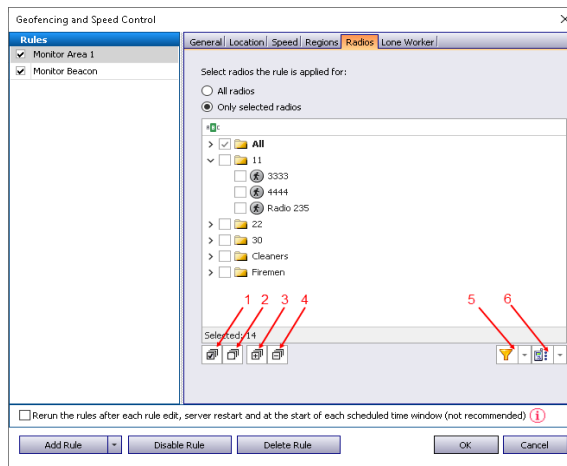 Geofencing and Speed Control
Rules
Monitor Area 1
Monitor Beacon
General Location Speed Regions Radios Lone Worker
Select radios the rule is applied for:
All radios
Only selected radios
All
11
3333
4444
Radio 235
22
30
Cleaners
Firemen
1 2 3 4 5 6
Selected: 14
Rerun the rules after each rule edit, server restart and at the start of each scheduled time window (not recommended)
Add Rule Disable Rule Delete Rule OK Cancel